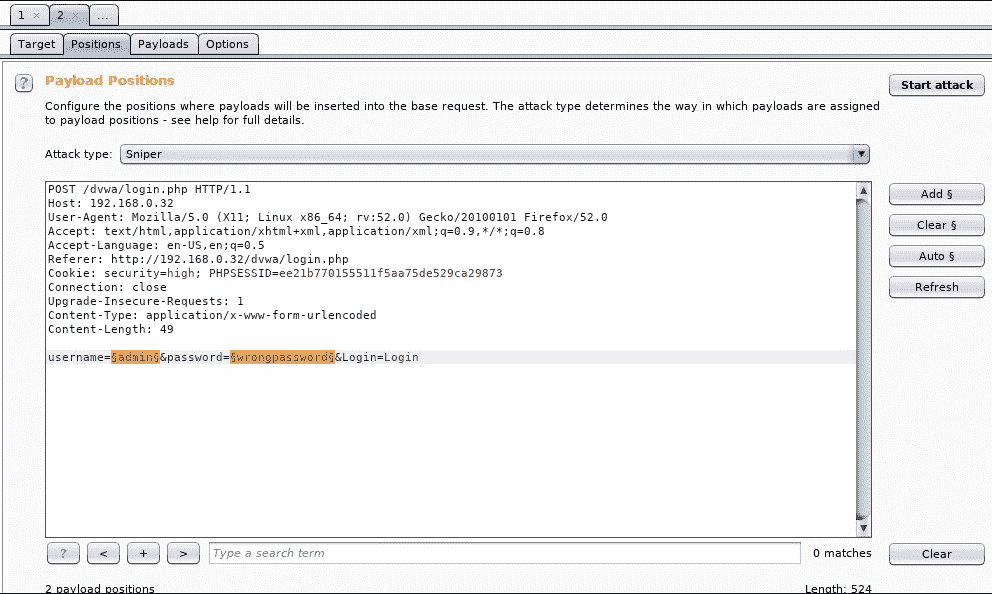 1 × 2 × ...
Target Positions Payloads Options
? Payload Positions
Start attack
Configure the positions where payloads will be inserted into the base request. The attack type determines the way in which payloads are assigned
to payload positions - see help for full details.
Attack type: Sniper
POST /dvwa/login.php HTTP/1.1
Host: 192.168.0.32
User-Agent: Mozilla/5.0 (X11; Linux x86_64; rv:52.0) Gecko/20100101 Firefox/52.0
Accept: text/html,application/xhtml+xml,application/xml;q=0.9,*/*;q=0.8
Accept-Language: en-US,en;q=0.5
Referer: http://192.168.0.32/dvwa/login.php
Cookie: security=high; PHPSESSID=ee21b770155511f5aa75de529ca29873
Connection: close
Upgrade-Insecure-Requests: 1
Content-Type: application/x-www-form-urlencoded
Content-Length: 49
username=§admin§&password=§wrongpassword§&Login=Login
Add §
Clear §
Auto §
Refresh
? < + > Type a search term 0 matches Clear
2 payload positions Length: 524